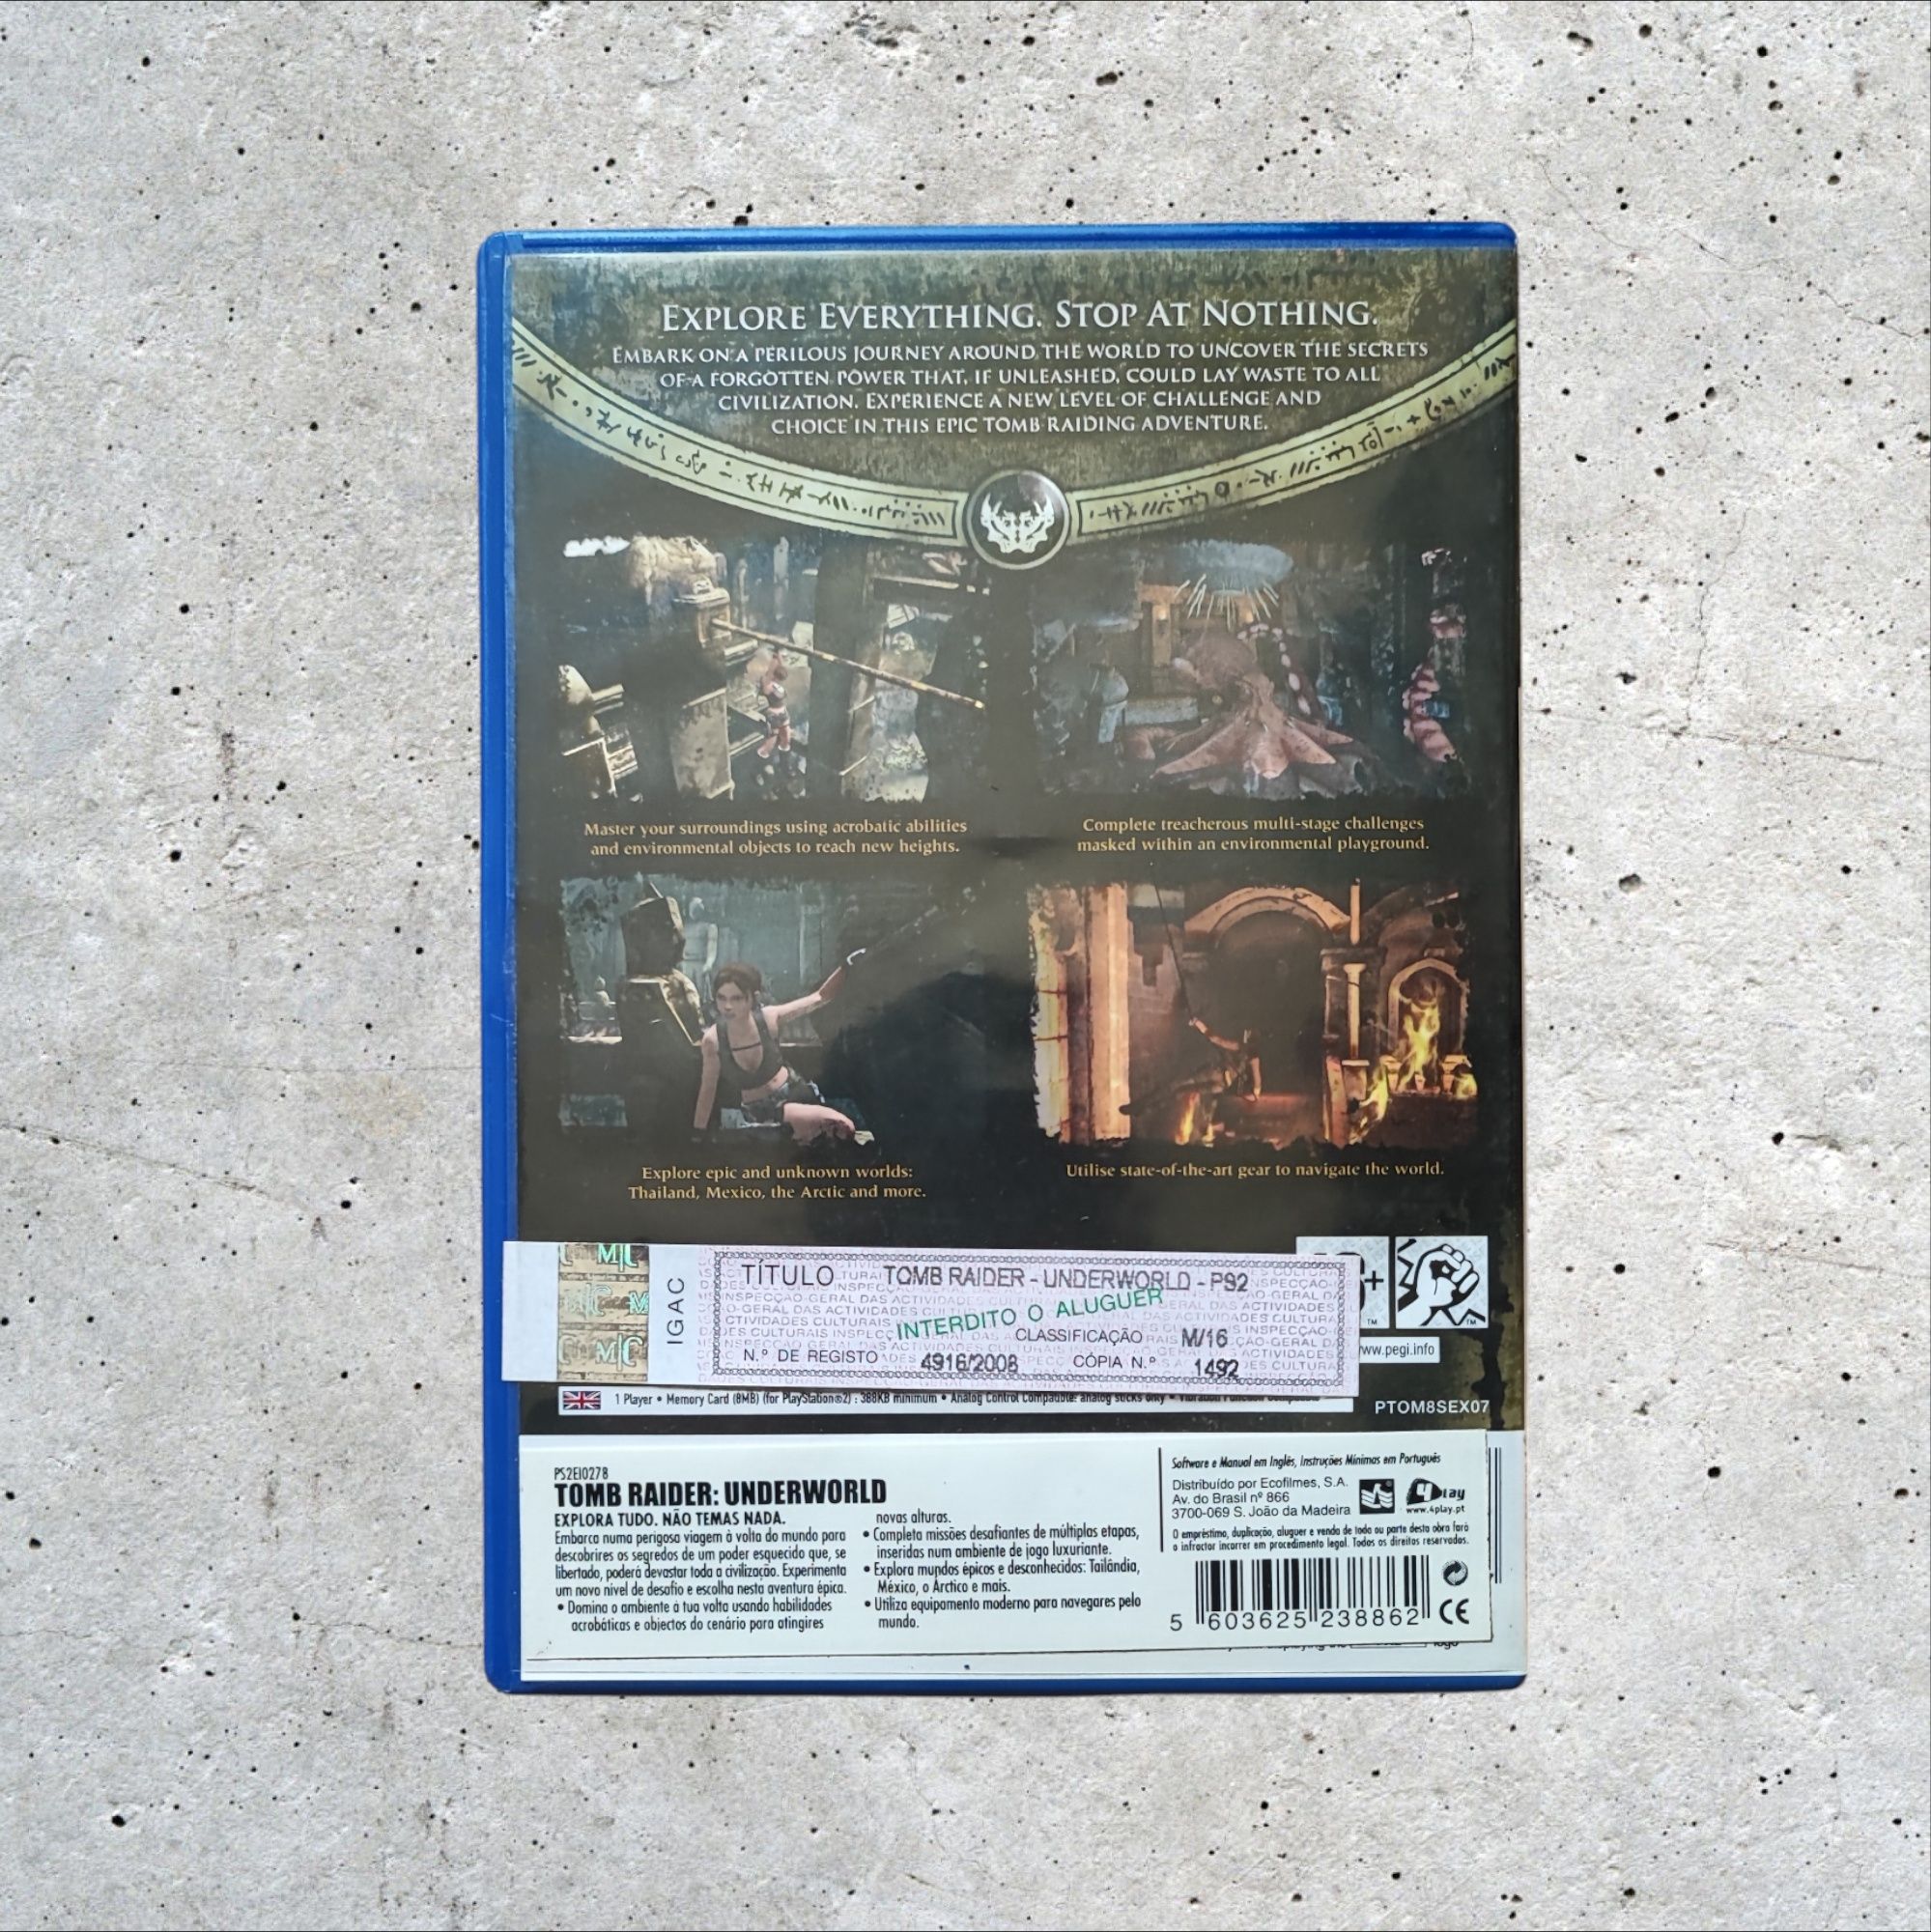 EXPLORE EVERYTHING. STOP AT NOTHING.
EMBARK ON A PERILOUS JOURNEY AROUND THE WORLD TO UNCOVER THE SECRETS
OF A FORGOTTEN POWER THAT, IF UNLEASHED, COULD LAY WASTE TO ALL
CIVILIZATION. EXPERIENCE A NEW LEVEL OF CHALLENGE AND
CHOICE IN THIS EPIC TOMB RAIDING ADVENTURE.
Master your surroundings using acrobatic abilities
and environmental objects to reach new heights.
Complete treacherous multi-stage challenges
masked within an environmental playground.
Explore epic and unknown worlds:
Thailand, Mexico, the Arctic and more.
Utilise state-of-the-art gear to navigate the world.
IGAC
TÍTULO TOMB RAIDER - UNDERWORLD - PS2
INTERDITO O ALUGUER
CLASSIFICAÇÃO M/16
N.º DE REGISTO 4916/2008 CÓPIA N.º 1492
+
www.pegi.info
1 Player • Memory Card (8MB) (for PlayStation®2) : 388KB minimum • Analog Control Compatible: analog sticks only •
PTOM8SEX07
PS2EI0278
TOMB RAIDER: UNDERWORLD
EXPLORA TUDO. NÃO TEMAS NADA.
Embarca numa perigosa viagem à volta do mundo para
descobrires os segredos de um poder esquecido que, se
libertado, poderá devastar toda a civilização. Experimenta
um novo nível de desafio e escolha nesta aventura épica.
• Domina o ambiente à tua volta usando habilidades
acrobáticas e objectos do cenário para atingires
novas alturas.
• Completa missões desafiantes de múltiplas etapas,
inseridas num ambiente de jogo luxuriante.
• Explora mundos épicos e desconhecidos: Tailândia,
México, o Árctico e mais.
• Utiliza equipamento moderno para navegares pelo
mundo.
Software e Manual em Inglês, Instruções Mínimas em Português
Distribuído por Ecofilmes, S.A.
Av. do Brasil nº 866
3700-069 S. João da Madeira
4Play
www.4play.pt
O empréstimo, duplicação, aluguer e venda de toda ou parte desta obra fará
o infractor incorrer em procedimento legal. Todos os direitos reservados.
5 603625 238862
CE